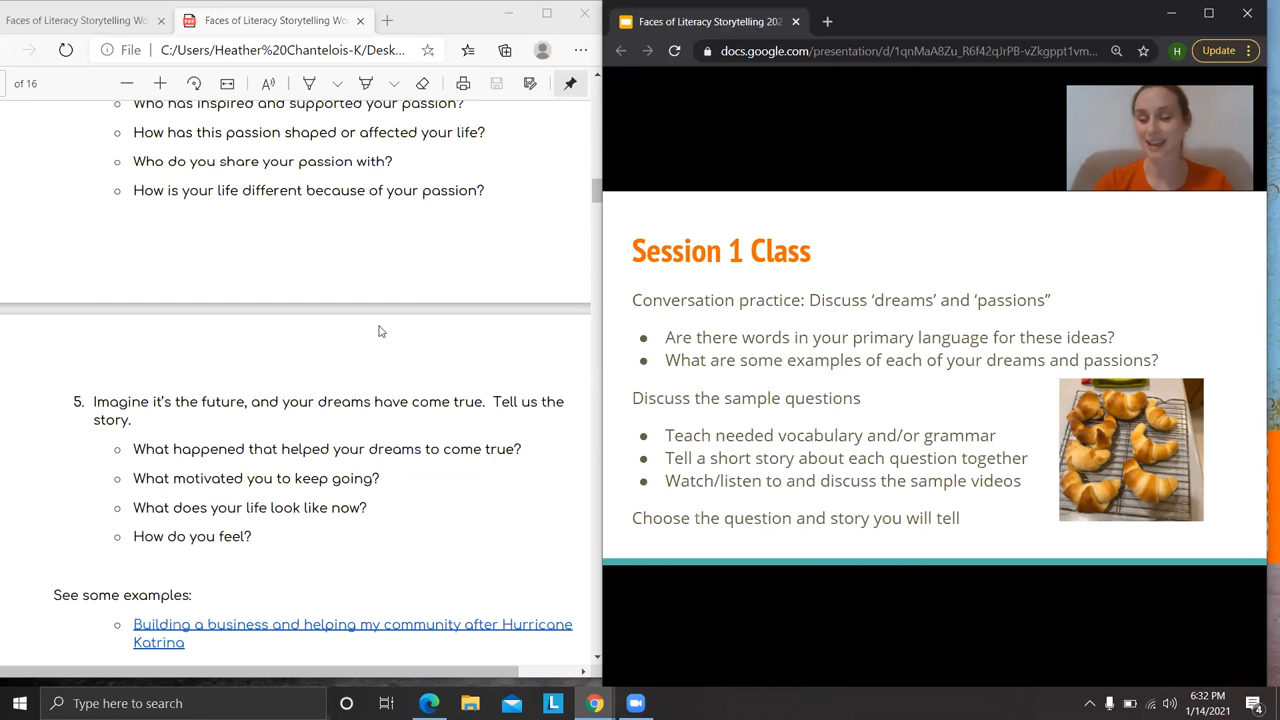 Faces of Literacy Storytelling Wo
Faces of Literacy Storytelling Wo
File
C:/Users/Heather%20Chantelois-K/Desk...
of 16
Who has inspired and supported your passion?
How has this passion shaped or affected your life?
Who do you share your passion with?
How is your life different because of your passion?
5. Imagine it's the future, and your dreams have come true. Tell us the
story.
What happened that helped your dreams to come true?
What motivated you to keep going?
What does your life look like now?
How do you feel?
See some examples:
Building a business and helping my community after Hurricane
Katrina
Faces of Literacy Storytelling 202
docs.google.com/presentation/d/1qnMaA8Zu_R6f42qJrPB-vZkgppt1vm...
H
Update
Session 1 Class
Conversation practice: Discuss ‘dreams’ and ‘passions”
Are there words in your primary language for these ideas?
What are some examples of each of your dreams and passions?
Discuss the sample questions
Teach needed vocabulary and/or grammar
Tell a short story about each question together
Watch/listen to and discuss the sample videos
Choose the question and story you will tell
Type here to search
L
6:32 PM
1/14/2021
4